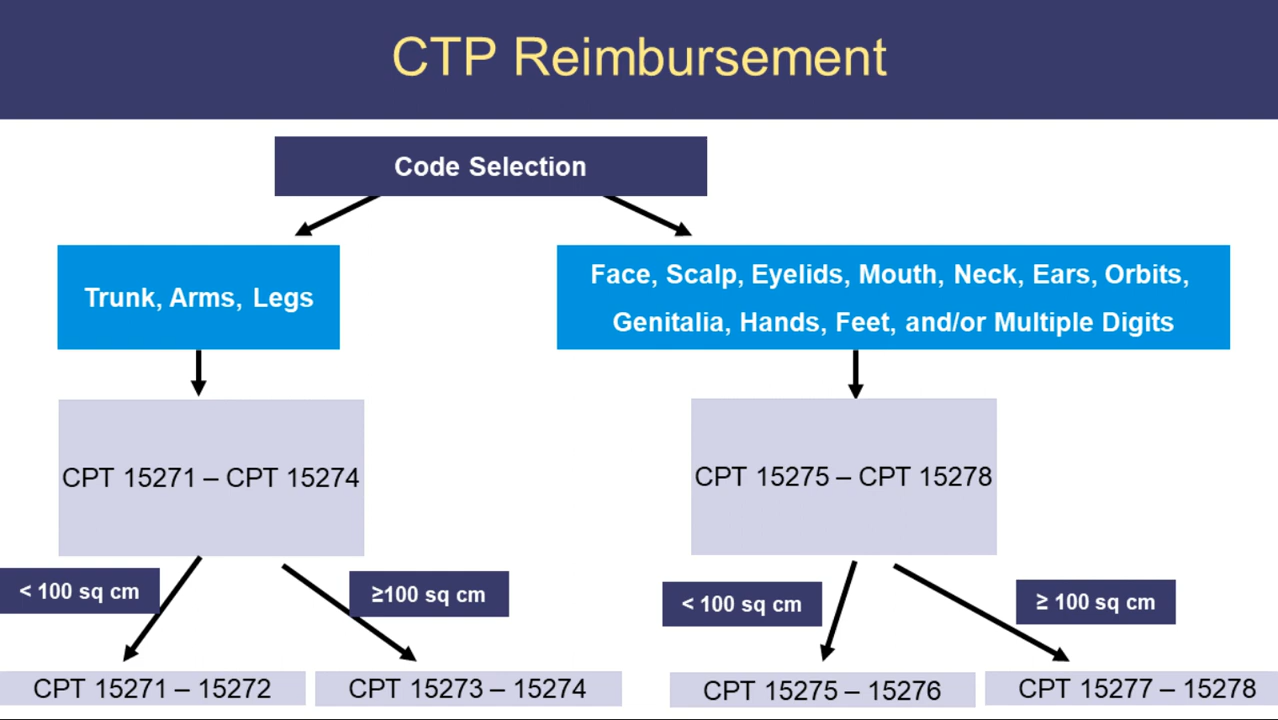 CTP Reimbursement
Code Selection
Trunk, Arms, Legs
Face, Scalp, Eyelids, Mouth, Neck, Ears, Orbits,
Genitalia, Hands, Feet, and/or Multiple Digits
CPT 15271 – CPT 15274
CPT 15275 – CPT 15278
< 100 sq cm
≥100 sq cm
< 100 sq cm
≥ 100 sq cm
CPT 15271 – 15272
CPT 15273 – 15274
CPT 15275 – 15276
CPT 15277 – 15278